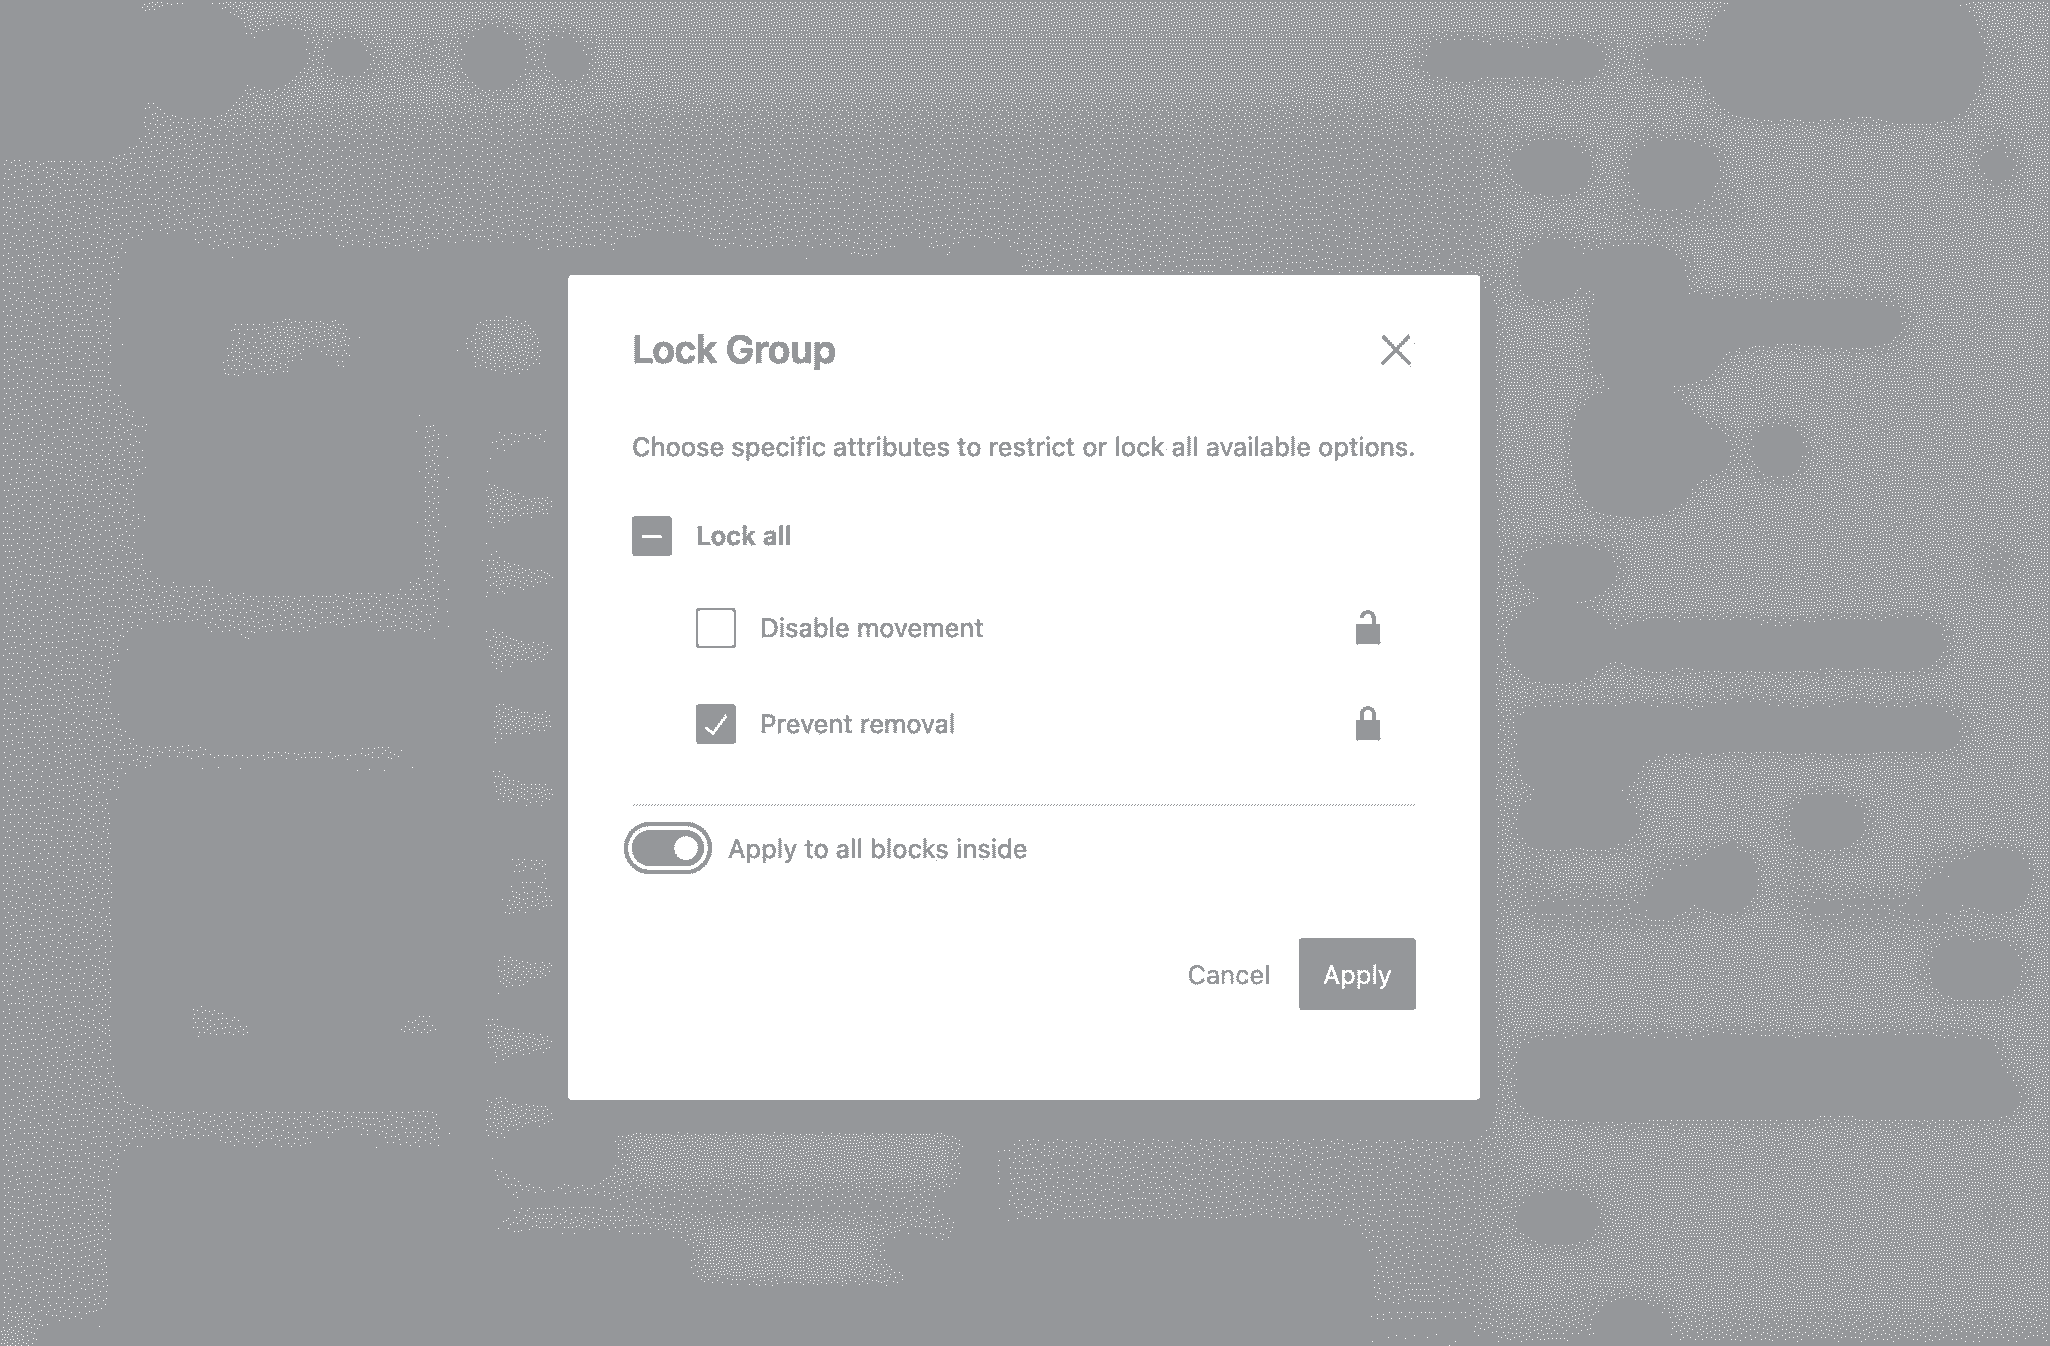 Lock Group
Choose specific attributes to restrict or lock all available options.
Lock all
Disable movement
Prevent removal
Apply to all blocks inside
Cancel
Apply